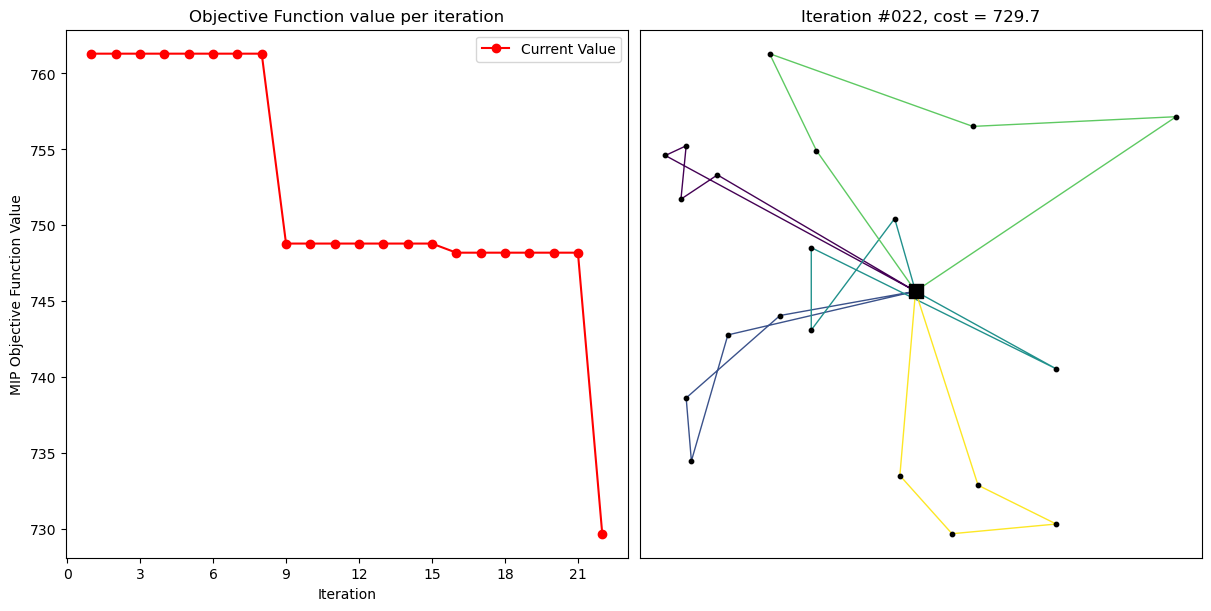 Objective Function value per iteration
Current Value
MIP Objective Function Value
760
755
750
745
740
735
730
0 3 6 9 12 15 18 21
Iteration
Iteration #022, cost = 729.7